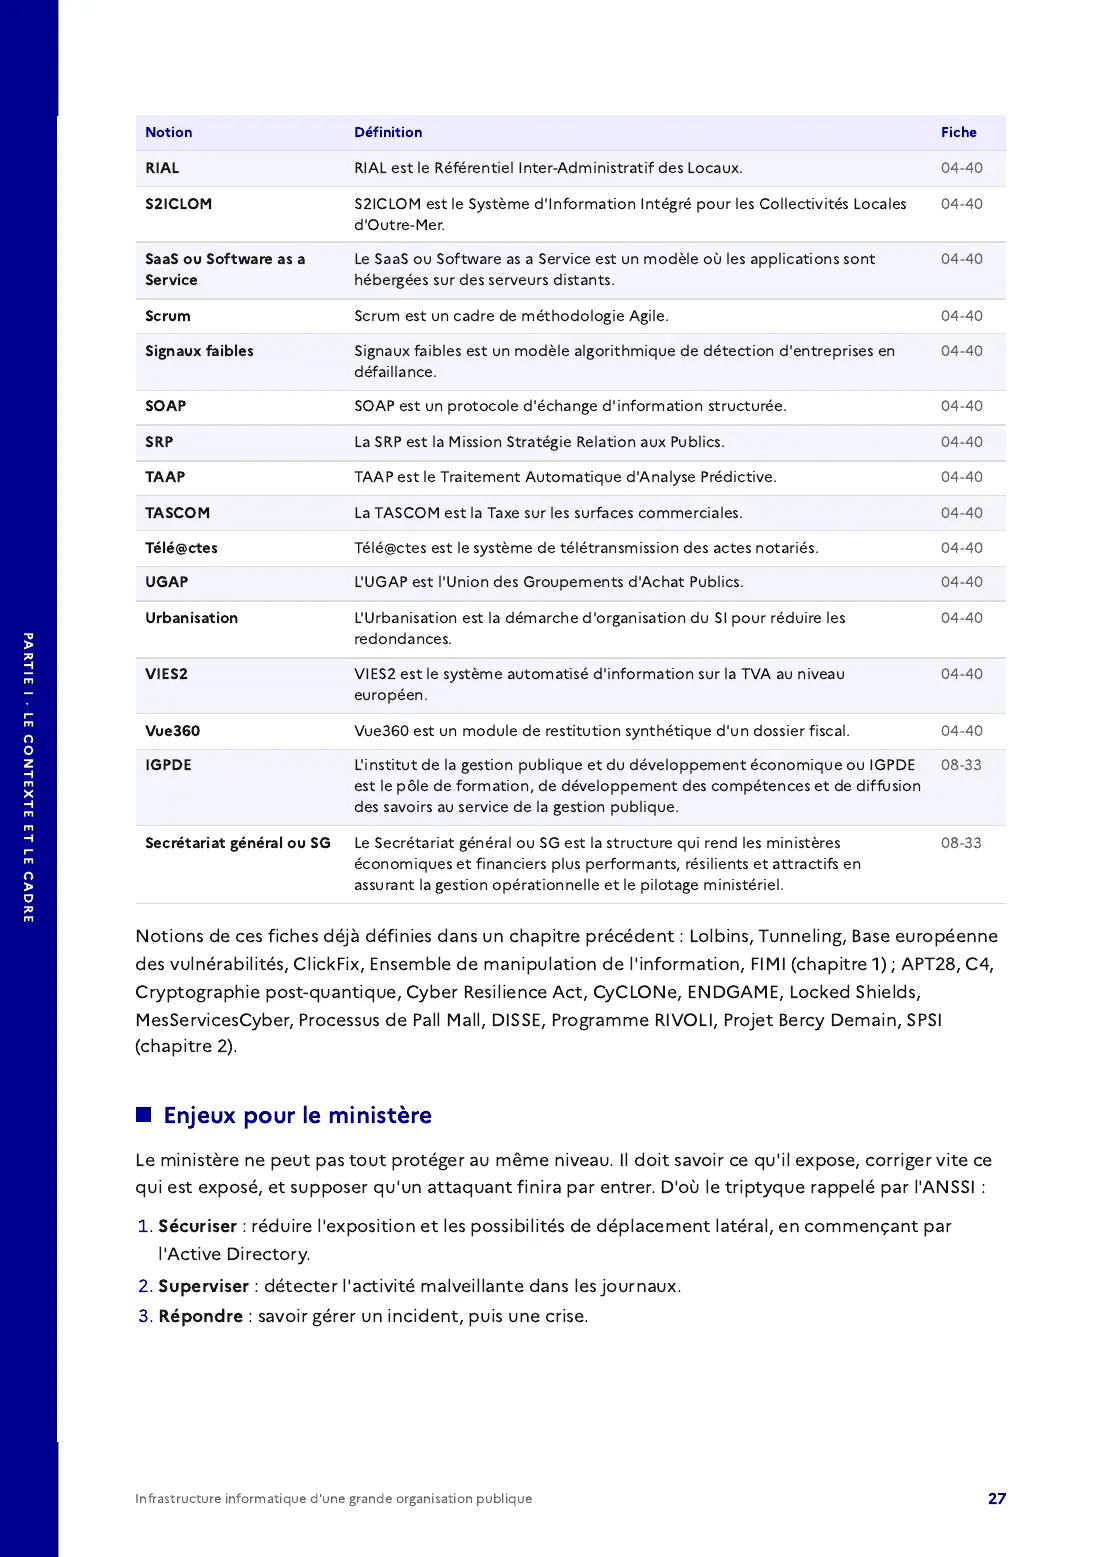 Notion Définition Fiche
RIAL RIAL est le Référentiel Inter-Administratif des Locaux. 04-40
S2ICLOM S2ICLOM est le Système d'Information Intégré pour les Collectivités Locales 04-40
d'Outre-Mer.
SaaS ou Software as a Le SaaS ou Software as a Service est un modèle où les applications sont 04-40
Service hébergées sur des serveurs distants.
Scrum Scrum est un cadre de méthodologie Agile. 04-40
Signaux faibles Signaux faibles est un modèle algorithmique de détection d'entreprises en 04-40
défaillance.
SOAP SOAP est un protocole d'échange d'information structurée. 04-40
SRP La SRP est la Mission Stratégie Relation aux Publics. 04-40
TAAP TAAP est le Traitement Automatique d'Analyse Prédictive. 04-40
TASCOM La TASCOM est la Taxe sur les surfaces commerciales. 04-40
Télé@ctes Télé@ctes est le système de télétransmission des actes notariés. 04-40
UGAP L'UGAP est l'Union des Groupements d'Achat Publics. 04-40
Urbanisation L'Urbanisation est la démarche d'organisation du SI pour réduire les 04-40
redondances.
VIES2 VIES2 est le système automatisé d'information sur la TVA au niveau 04-40
européen.
Vue360 Vue360 est un module de restitution synthétique d'un dossier fiscal. 04-40
IGPDE L'institut de la gestion publique et du développement économique ou IGPDE 08-33
est le pôle de formation, de développement des compétences et de diffusion
des savoirs au service de la gestion publique.
Secrétariat général ou SG Le Secrétariat général ou SG est la structure qui rend les ministères 08-33
économiques et financiers plus performants, résilients et attractifs en
assurant la gestion opérationnelle et le pilotage ministériel.
Notions de ces fiches déjà définies dans un chapitre précédent : Lolbins, Tunneling, Base européenne
des vulnérabilités, ClickFix, Ensemble de manipulation de l'information, FIMI (chapitre 1) ; APT28, C4,
Cryptographie post-quantique, Cyber Resilience Act, CyCLONe, ENDGAME, Locked Shields,
MesServicesCyber, Processus de Pall Mall, DISSE, Programme RIVOLI, Projet Bercy Demain, SPSI
(chapitre 2).
Enjeux pour le ministère
Le ministère ne peut pas tout protéger au même niveau. Il doit savoir ce qu'il expose, corriger vite ce
qui est exposé, et supposer qu'un attaquant finira par entrer. D'où le triptyque rappelé par l'ANSSI :
1. Sécuriser : réduire l'exposition et les possibilités de déplacement latéral, en commençant par
l'Active Directory.
2. Superviser : détecter l'activité malveillante dans les journaux.
3. Répondre : savoir gérer un incident, puis une crise.
PARTIE I · LE CONTEXTE ET LE CADRE
Infrastructure informatique d'une grande organisation publique 27